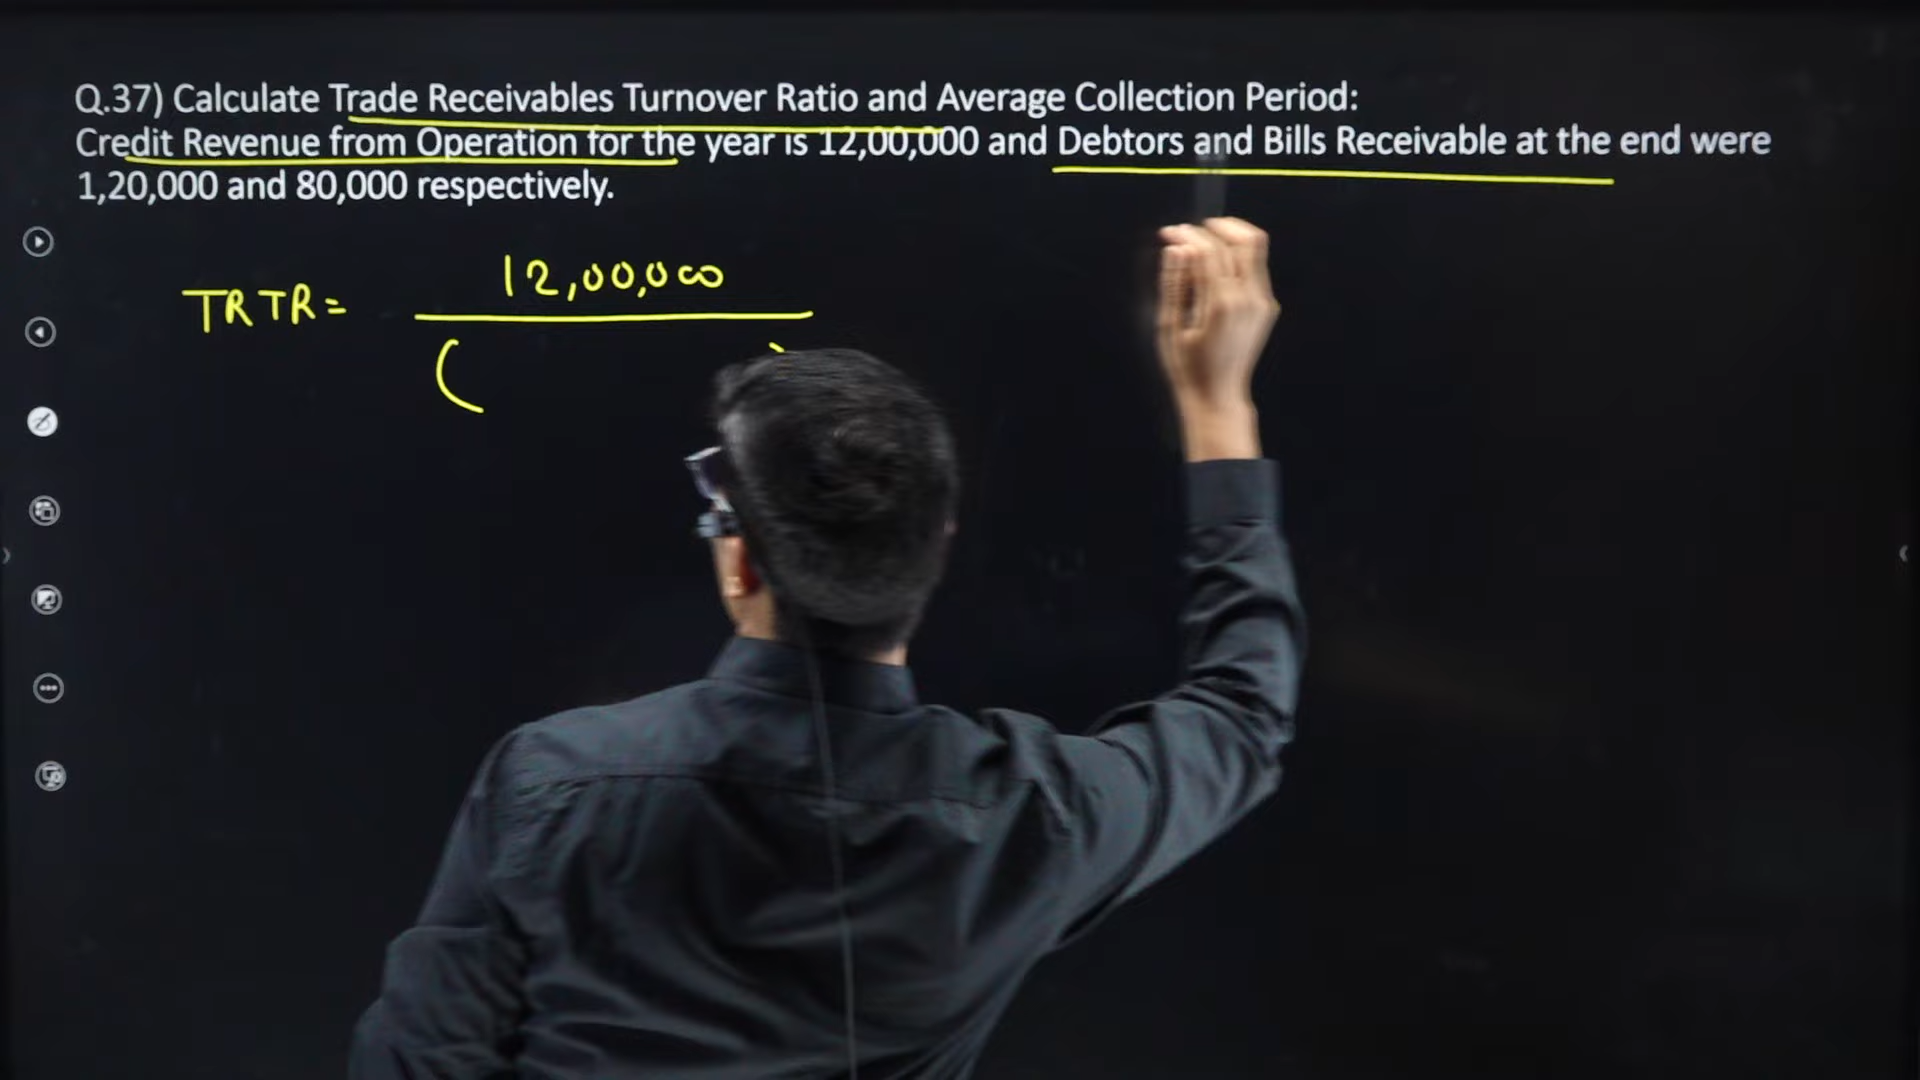 Q.37) Calculate Trade Receivables Turnover Ratio and Average Collection Period:
Credit Revenue from Operation for the year is 12,00,000 and Debtors and Bills Receivable at the end were
1,20,000 and 80,000 respectively.
12,00,000
TRTR=
(